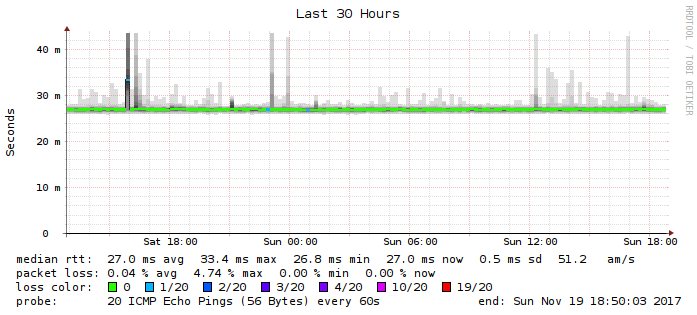 Last 30 Hours
RRDTOOL / TOBI OETIKER
Seconds
40 m
30 m
20 m
10 m
0
Sat 18:00 Sun 00:00 Sun 06:00 Sun 12:00 Sun 18:00
median rtt: 27.0 ms avg 33.4 ms max 26.8 ms min 27.0 ms now 0.5 ms sd 51.2 am/s
packet loss: 0.04 % avg 4.74 % max 0.00 % min 0.00 % now
loss color: 0 1/20 2/20 3/20 4/20 10/20 19/20
probe: 20 ICMP Echo Pings (56 Bytes) every 60s end: Sun Nov 19 18:50:03 2017